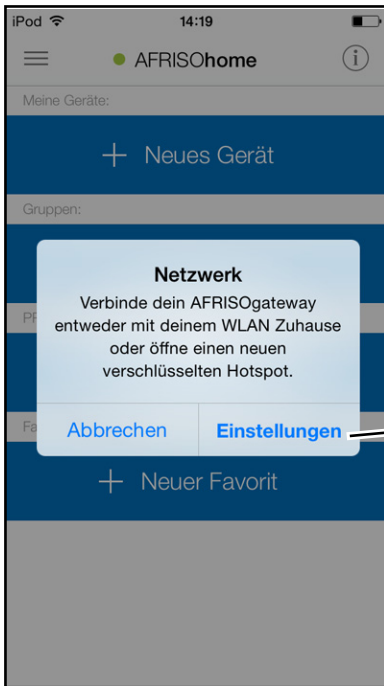 iPod 14:19
AFRISOhome
Meine Geräte:
+ Neues Gerät
Gruppen:
Netzwerk
Verbinde dein AFRISOgateway
entweder mit deinem WLAN Zuhause
oder öffne einen neuen
verschlüsselten Hotspot.
Abbrechen Einstellungen
+ Neuer Favorit